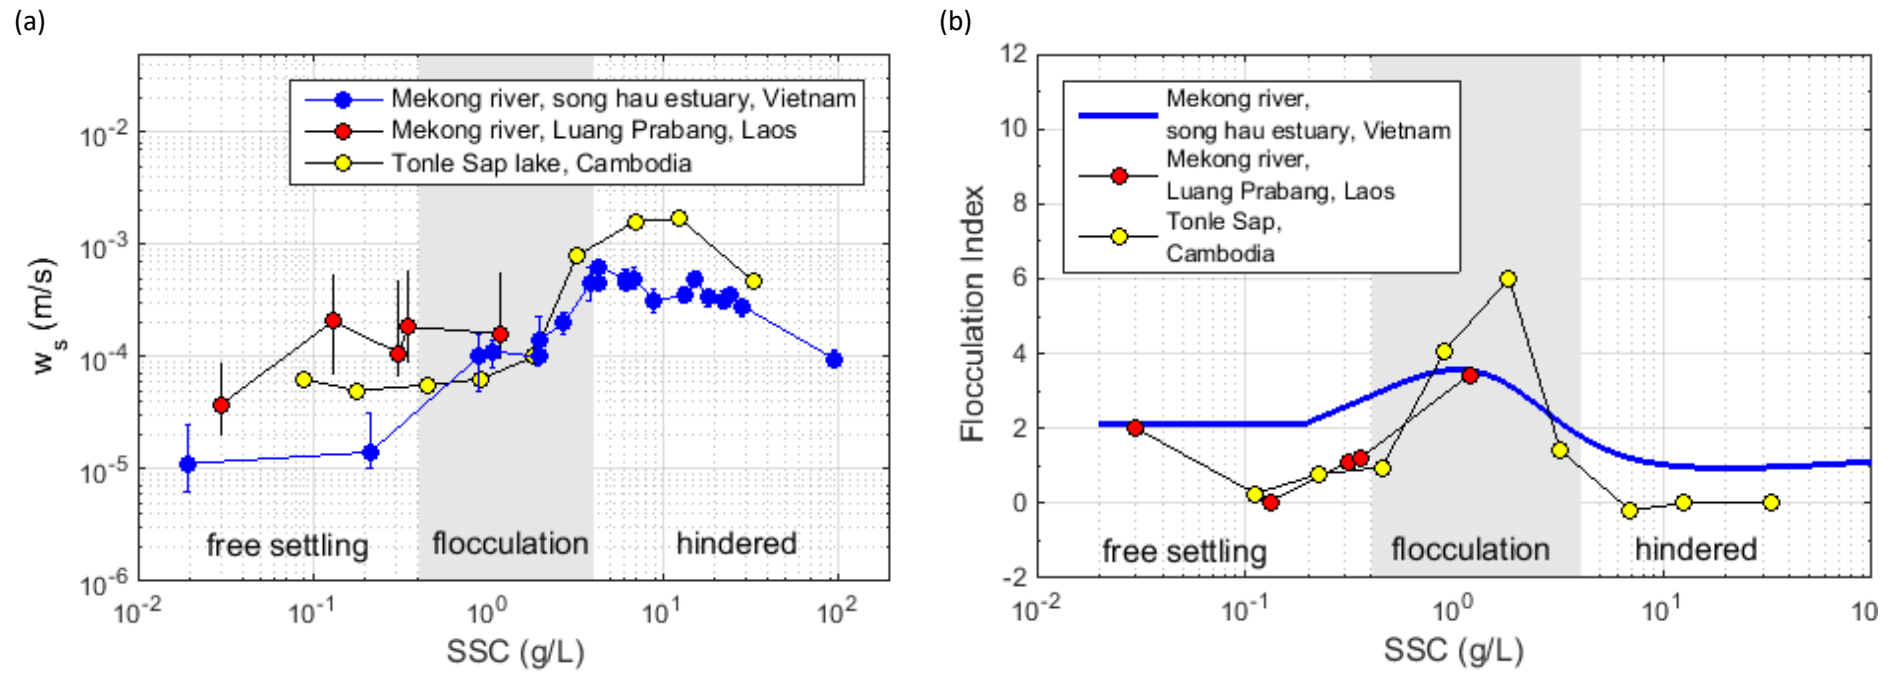 (a)
(b)
Mekong river, song hau estuary, Vietnam
Mekong river, Luang Prabang, Laos
Tonle Sap lake, Cambodia
10⁻²
10⁻³
10⁻⁴
10⁻⁵
10⁻⁶
w_s (m/s)
free settling
flocculation
hindered
10⁻²
10⁻¹
10⁰
10¹
10²
SSC (g/L)
12
10
8
6
4
2
0
-2
Flocculation Index
Mekong river,
song hau estuary, Vietnam
Mekong river,
Luang Prabang, Laos
Tonle Sap,
Cambodia
free settling
flocculation
hindered
10⁻²
10⁻¹
10⁰
10¹
10
SSC (g/L)